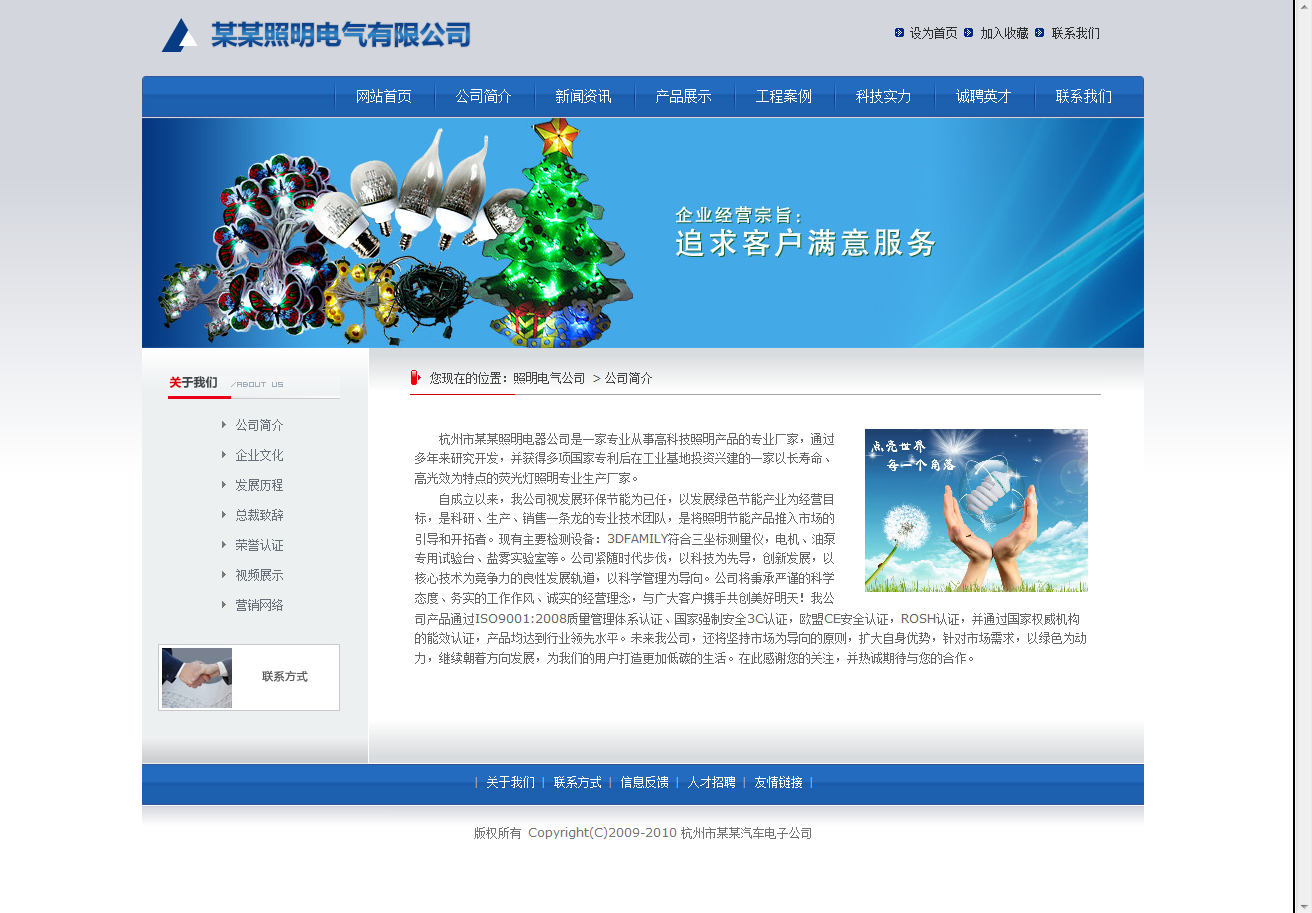 某某照明电气有限公司
设为首页 加入收藏 联系我们
网站首页 公司简介 新闻资讯 产品展示 工程案例 科技实力 诚聘英才 联系我们
企业经营宗旨：
追求客户满意服务
关于我们 /ABOUT US
您现在的位置：照明电气公司 > 公司简介
公司简介
企业文化
发展历程
总裁致辞
荣誉认证
视频展示
营销网络
联系方式
杭州市某某照明电器公司是一家专业从事高科技照明产品的专业厂家，通过
多年来研究开发，并获得多项国家专利后在工业基地投资兴建的一家以长寿命、
高光效为特点的荧光灯照明专业生产厂家。
自成立以来，我公司视发展环保节能为已任，以发展绿色节能产业为经营目
标，是科研、生产、销售一条龙的专业技术团队，是将照明节能产品推入市场的
引导和开拓者。现有主要检测设备：3DFAMILY符合三坐标测量仪，电机、油泵
专用试验台、盐雾实验室等。公司紧随时代步伐，以科技为先导，创新发展，以
核心技术为竞争力的良性发展轨道，以科学管理为导向。公司将秉承严谨的科学
态度、务实的工作作风、诚实的经营理念，与广大客户携手共创美好明天！我公
司产品通过ISO9001:2008质量管理体系认证、国家强制安全3C认证，欧盟CE安全认证，ROSH认证，并通过国家权威机构
的能效认证，产品均达到行业领先水平。未来我公司，还将坚持市场为导向的原则，扩大自身优势，针对市场需求，以绿色为动
力，继续朝着方向发展，为我们的用户打造更加低碳的生活。在此感谢您的关注，并热诚期待与您的合作。
点亮世界
每一个角落
| 关于我们 | 联系方式 | 信息反馈 | 人才招聘 | 友情链接 |
版权所有 Copyright(C)2009-2010 杭州市某某汽车电子公司